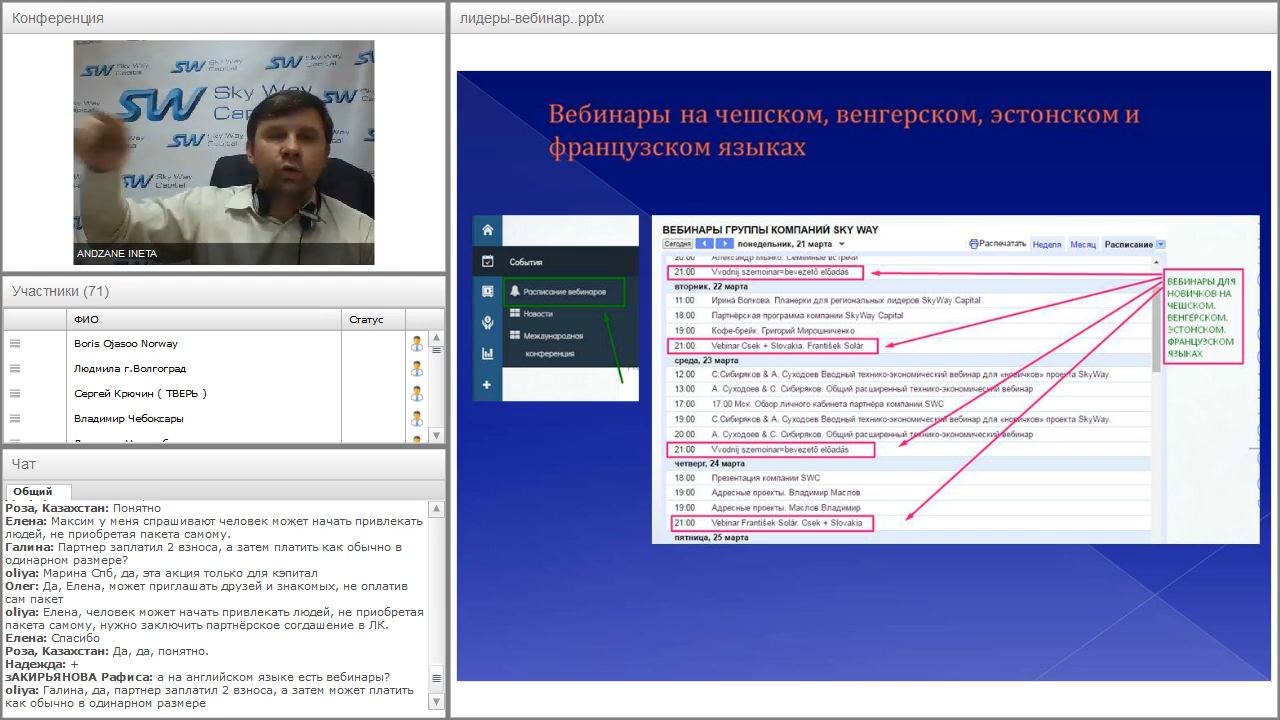 Конференция
SW Sky Way Capital
ANDZANE INETA
Участники (71)
ФИО
Статус
Boris Ojasoo Norway
Людмила г.Волгоград
Сергей Крючин ( ТВЕРЬ )
Владимир Чебонары
Чат
Общий
Роза, Казахстан: Понятно
Елена: Максим у меня спрашивают человек может начать привлекать
людей, не приобретая пакета самому.
Галина: Партнер заплатил 2 взноса, а затем платить как обычно в
одинарном размере?
oliya: Марина Спб, да, эта акция только для кэпитал
Олег: Да, Елена, может приглашать друзей и знакомых, не оплатив
сам пакет
oliya: Елена, человек может начать привлекать людей, не приобретая
пакета самому, нужно заключить партнёрское согдашение в ЛК.
Елена: Спасибо
Роза, Казахстан: Да, да, понятно.
Надежда: +
зАКИРЬЯНОВА Рафиса: а на английском языке есть вебинары?
oliya: Галина, да, партнер заплатил 2 взноса, а затем может платить
как обычно в одинарном размере
лидеры-вебинар..pptx
Вебинары на чешском, венгерском, эстонском и
французском языках
События
Расписание вебинаров
Новости
Международная
конференция
ВЕБИНАРЫ ГРУППЫ КОМПАНИЙ SKY WAY
Сегодня понедельник, 21 марта Распечатать Неделя Месяц Расписание
20:00 Александр Мынко. Семейные встречи
21:00 Vvodnij szemoinar=bevezető előadás
вторник, 22 марта
11:00 Ирина Волкова. Планерки для региональных лидеров SkyWay Capital
18:00 Партнёрская программа компании SkyWay Capital
19:00 Кофе-брейк. Григорий Мирошниченко
21:00 Vebinar Csek + Slovakia. František Solár
среда, 23 марта
12:00 С.Сибиряков & А. Суходоев Вводный технико-экономический вебинар для «новичков» проекта SkyWay.
13:00 А. Суходоев & С. Сибиряков. Общий расширенный технико-экономический вебинар
17:00 17.00 Мск. Обзор личного кабинета партнёра компании SWC
19:00 С.Сибиряков & А. Суходоев Вводный технико-экономический вебинар для «новичков» проекта SkyWay.
20:00 А. Суходоев & С. Сибиряков. Общий расширенный технико-экономический вебинар
21:00 Vvodnij szemoinar=bevezető előadás
четверг, 24 марта
18:00 Презентация компании SWC
19:00 Адресные проекты. Владимир Маслов
19:00 Адресные проекты. Маслов Владимир
21:00 Vebinar František Solár. Csek + Slovakia
пятница, 25 марта
ВЕБИНАРЫ ДЛЯ
НОВИЧКОВ НА
ЧЕШСКОМ,
ВЕНГЕРСКОМ,
ЭСТОНСКОМ,
ФРАНЦУЗСКОМ
ЯЗЫКАХ